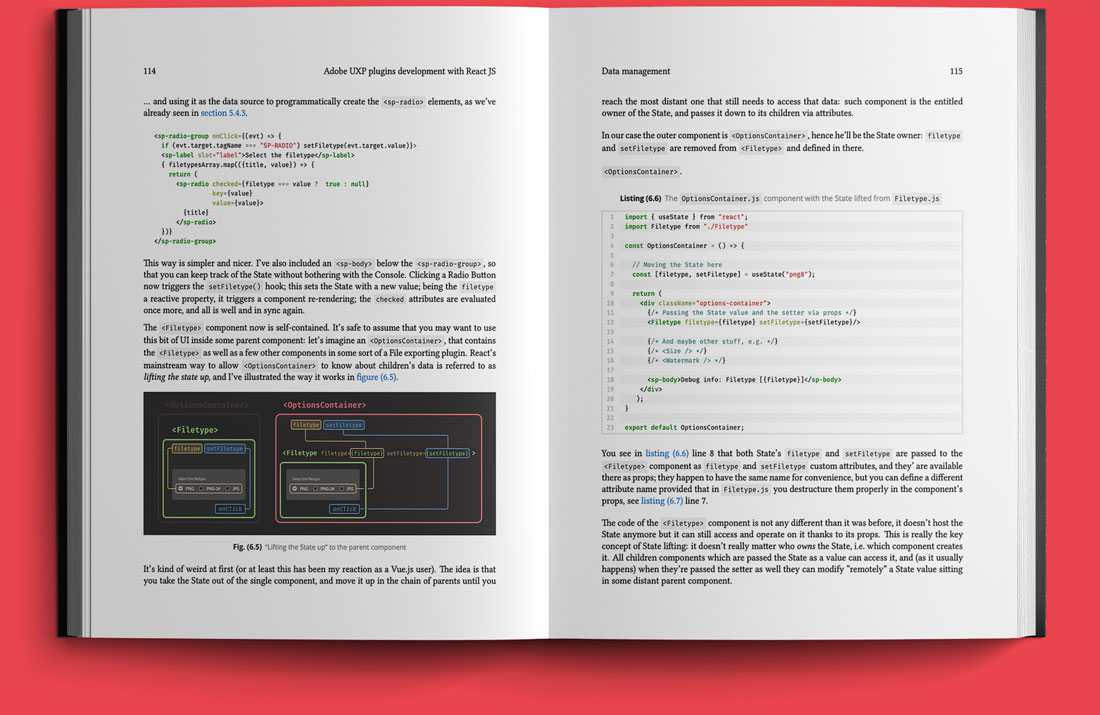 114
Adobe UXP plugins development with React JS
... and using it as the data source to programmatically create the <sp-radio> elements, as we've
already seen in section 5.4.3.
<sp-radio-group onClick={(evt) => {
if (evt.target.tagName === "SP-RADIO") setFiletype(evt.target.value)}>
<sp-label slot="label">Select the filetype</sp-label>
{ filetypesArray.map(({title, value}) => {
return (
<sp-radio checked={filetype === value ? true : null}
key={value}
value={value}>
{title}
</sp-radio>
})}
</sp-radio-group>
This way is simpler and nicer. I've also included an <sp-body> below the <sp-radio-group>, so
that you can keep track of the State without bothering with the Console. Clicking a Radio Button
now triggers the setFiletype() hook; this sets the State with a new value; being the filetype
a reactive property, it triggers a component re-rendering; the checked attributes are evaluated
once more, and all is well and in sync again.
The <Filetype> component now is self-contained. It's safe to assume that you may want to use
this bit of UI inside some parent component: let's imagine an <OptionsContainer>, that contains
the <Filetype> as well as a few other components in some sort of a File exporting plugin. React's
mainstream way to allow <OptionsContainer> to know about children's data is referred to as
lifting the state up, and I've illustrated the way it works in figure (6.5).
<OptionsContainer>
<Filetype>
filetype setFiletype
Select the filetype
PNG PNG-24 JPG
onClick
<OptionsContainer>
filetype setFiletype
<Filetype filetype={filetype} setFiletype={setFiletype} >
Select the filetype
PNG PNG-24 JPG
onClick
Fig. (6.5) "Lifting the State up" to the parent component
It's kind of weird at first (or at least this has been my reaction as a Vue.js user). The idea is that
you take the State out of the single component, and move it up in the chain of parents until you
Data management
115
reach the most distant one that still needs to access that data: such component is the entitled
owner of the State, and passes it down to its children via attributes.
In our case the outer component is <OptionsContainer>, hence he'll be the State owner: filetype
and setFiletype are removed from <Filetype> and defined in there.
<OptionsContainer>.
Listing (6.6) The OptionsContainer.js component with the State lifted from Filetype.js
1 import { useState } from "react";
2 import Filetype from "./Filetype"
3
4 const OptionsContainer = () => {
5
6 // Moving the State here
7 const [filetype, setFiletype] = useState("png8");
8
9 return (
10 <div className="options-container">
11 {/* Passing the State value and the setter via props */}
12 <Filetype filetype={filetype} setFiletype={setFiletype}/>
13
14 {/* And maybe other stuff, e.g. */}
15 {/* <Size /> */}
16 {/* <Watermark /> */}
17
18 <sp-body>Debug info: Filetype [{filetype}]</sp-body>
19 </div>
20 );
21 }
22
23 export default OptionsContainer;
You see in listing (6.6) line 8 that both State's filetype and setFiletype are passed to the
<Filetype> component as filetype and setFiletype custom attributes, and they' are available
there as props; they happen to have the same name for convenience, but you can define a different
attribute name provided that in Filetype.js you destructure them properly in the component's
props, see listing (6.7) line 7.
The code of the <Filetype> component is not any different than it was before, it doesn't host the
State anymore but it can still access and operate on it thanks to its props. This is really the key
concept of State lifting: it doesn't really matter who owns the State, i.e. which component creates
it. All children components which are passed the State as a value can access it, and (as it usually
happens) when they're passed the setter as well they can modify "remotely" a State value sitting
in some distant parent component.